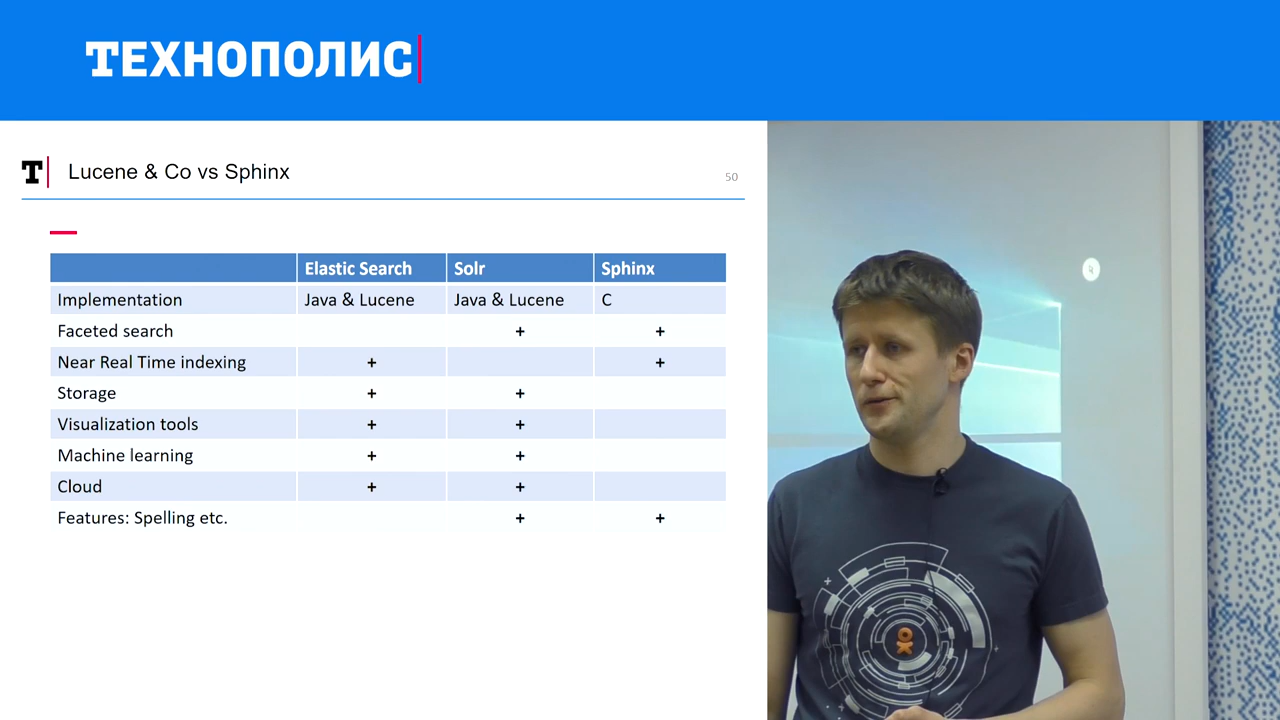 ТЕХНОПОЛИС
T Lucene & Co vs Sphinx 50
Elastic Search Solr Sphinx
Implementation Java & Lucene Java & Lucene C
Faceted search + +
Near Real Time indexing + +
Storage + +
Visualization tools + +
Machine learning + +
Cloud + +
Features: Spelling etc. + +